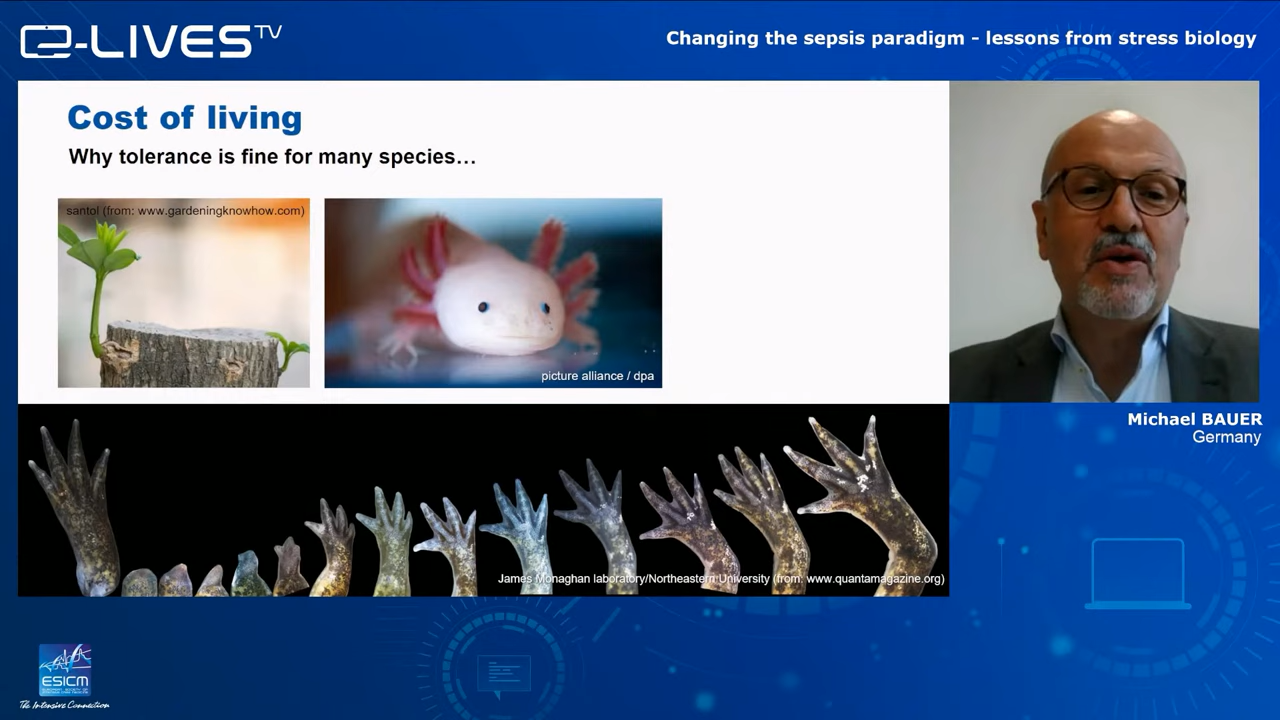 e-LIVES TV
Changing the sepsis paradigm - lessons from stress biology
Cost of living
Why tolerance is fine for many species…
santol (from: www.gardeningknowhow.com)
picture alliance / dpa
James Monaghan laboratory/Northeastern University (from: www.quantamagazine.org)
Michael BAUER
Germany
ESICM
The Intensive Connection